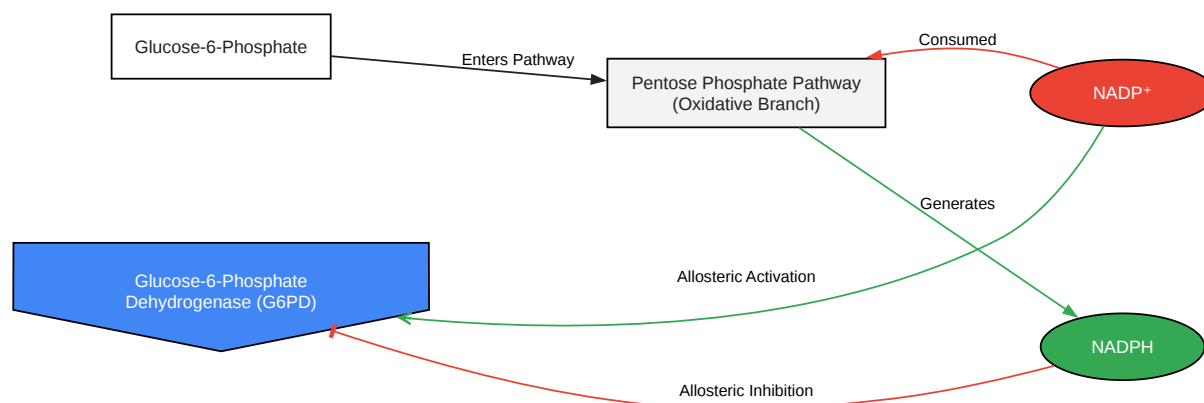 Glucose-6-Phosphate
Enters Pathway
Consumed
Pentose Phosphate Pathway
(Oxidative Branch)
NADP⁺
Generates
Allosteric Activation
Glucose-6-Phosphate
Dehydrogenase (G6PD)
NADPH
Allosteric Inhibition